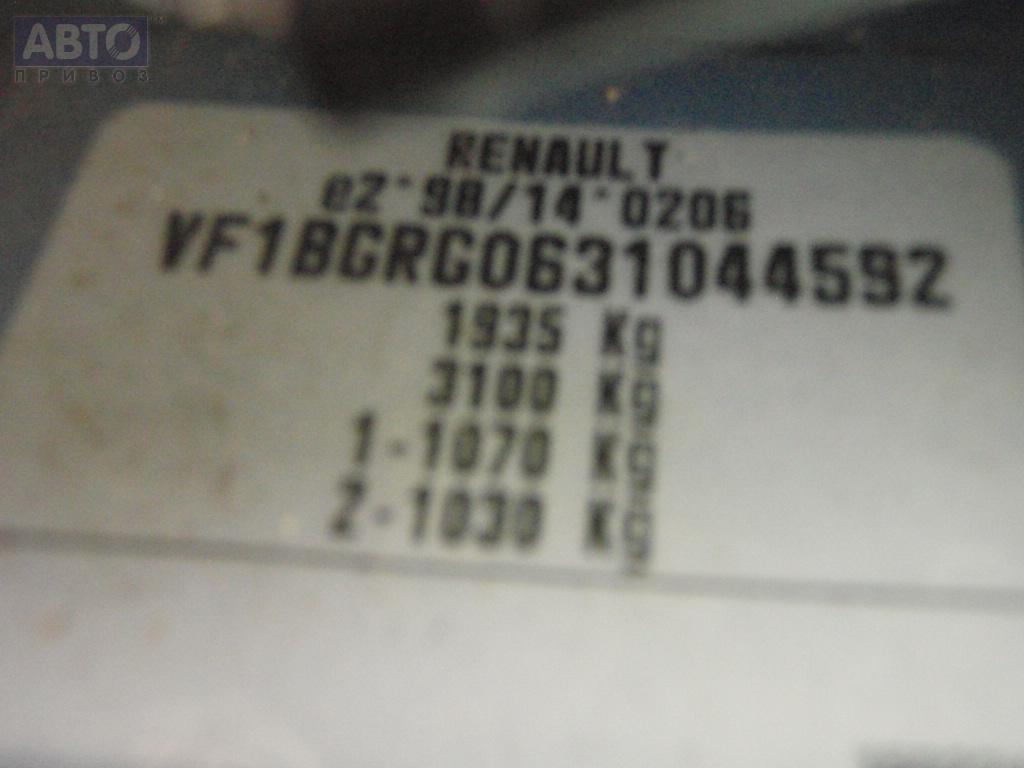 АВТО
ПРИВОЗ
RENAULT
e2*98/14*0206
VF1BGRG0631044592
1935 Kg
3100 Kg
1-1070 Kg
2-1030 Kg